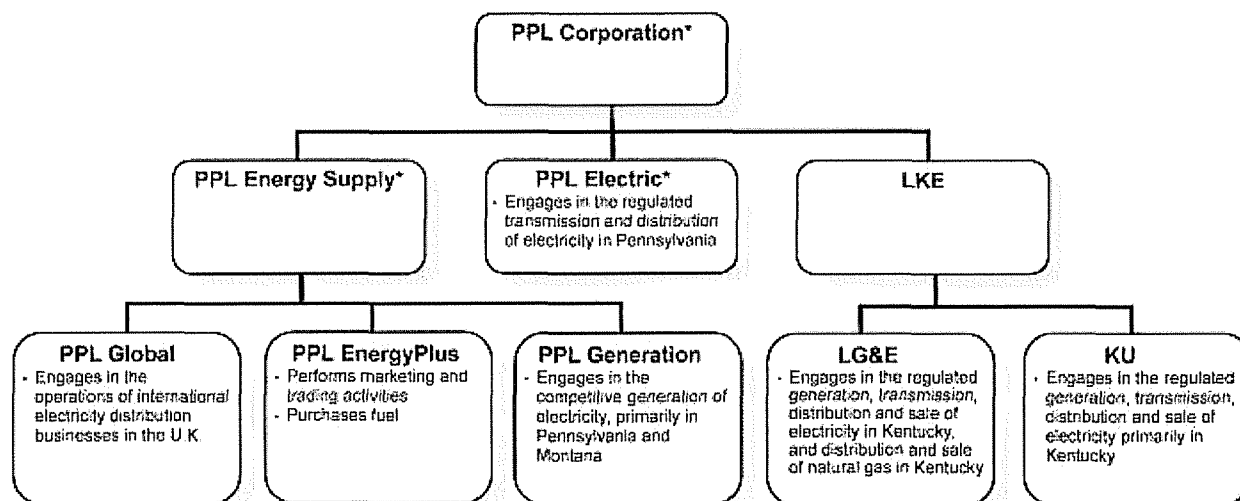 PPL Corporation*
PPL Energy Supply*
PPL Electric*
- Engages in the regulated
transmission and distribution
of electricity in Pennsylvania
LKE
PPL Global
- Engages in the
operations of international
electricity distribution
businesses in the U.K.
PPL EnergyPlus
- Performs marketing and
trading activities
- Purchases fuel
PPL Generation
- Engages in the
competitive generation of
electricity, primarily in
Pennsylvania and
Montana
LG&E
- Engages in the regulated
generation, transmission,
distribution and sale of
electricity in Kentucky,
and distribution and sale
of natural gas in Kentucky
KU
- Engages in the regulated
generation, transmission,
distribution and sale of
electricity primarily in
Kentucky